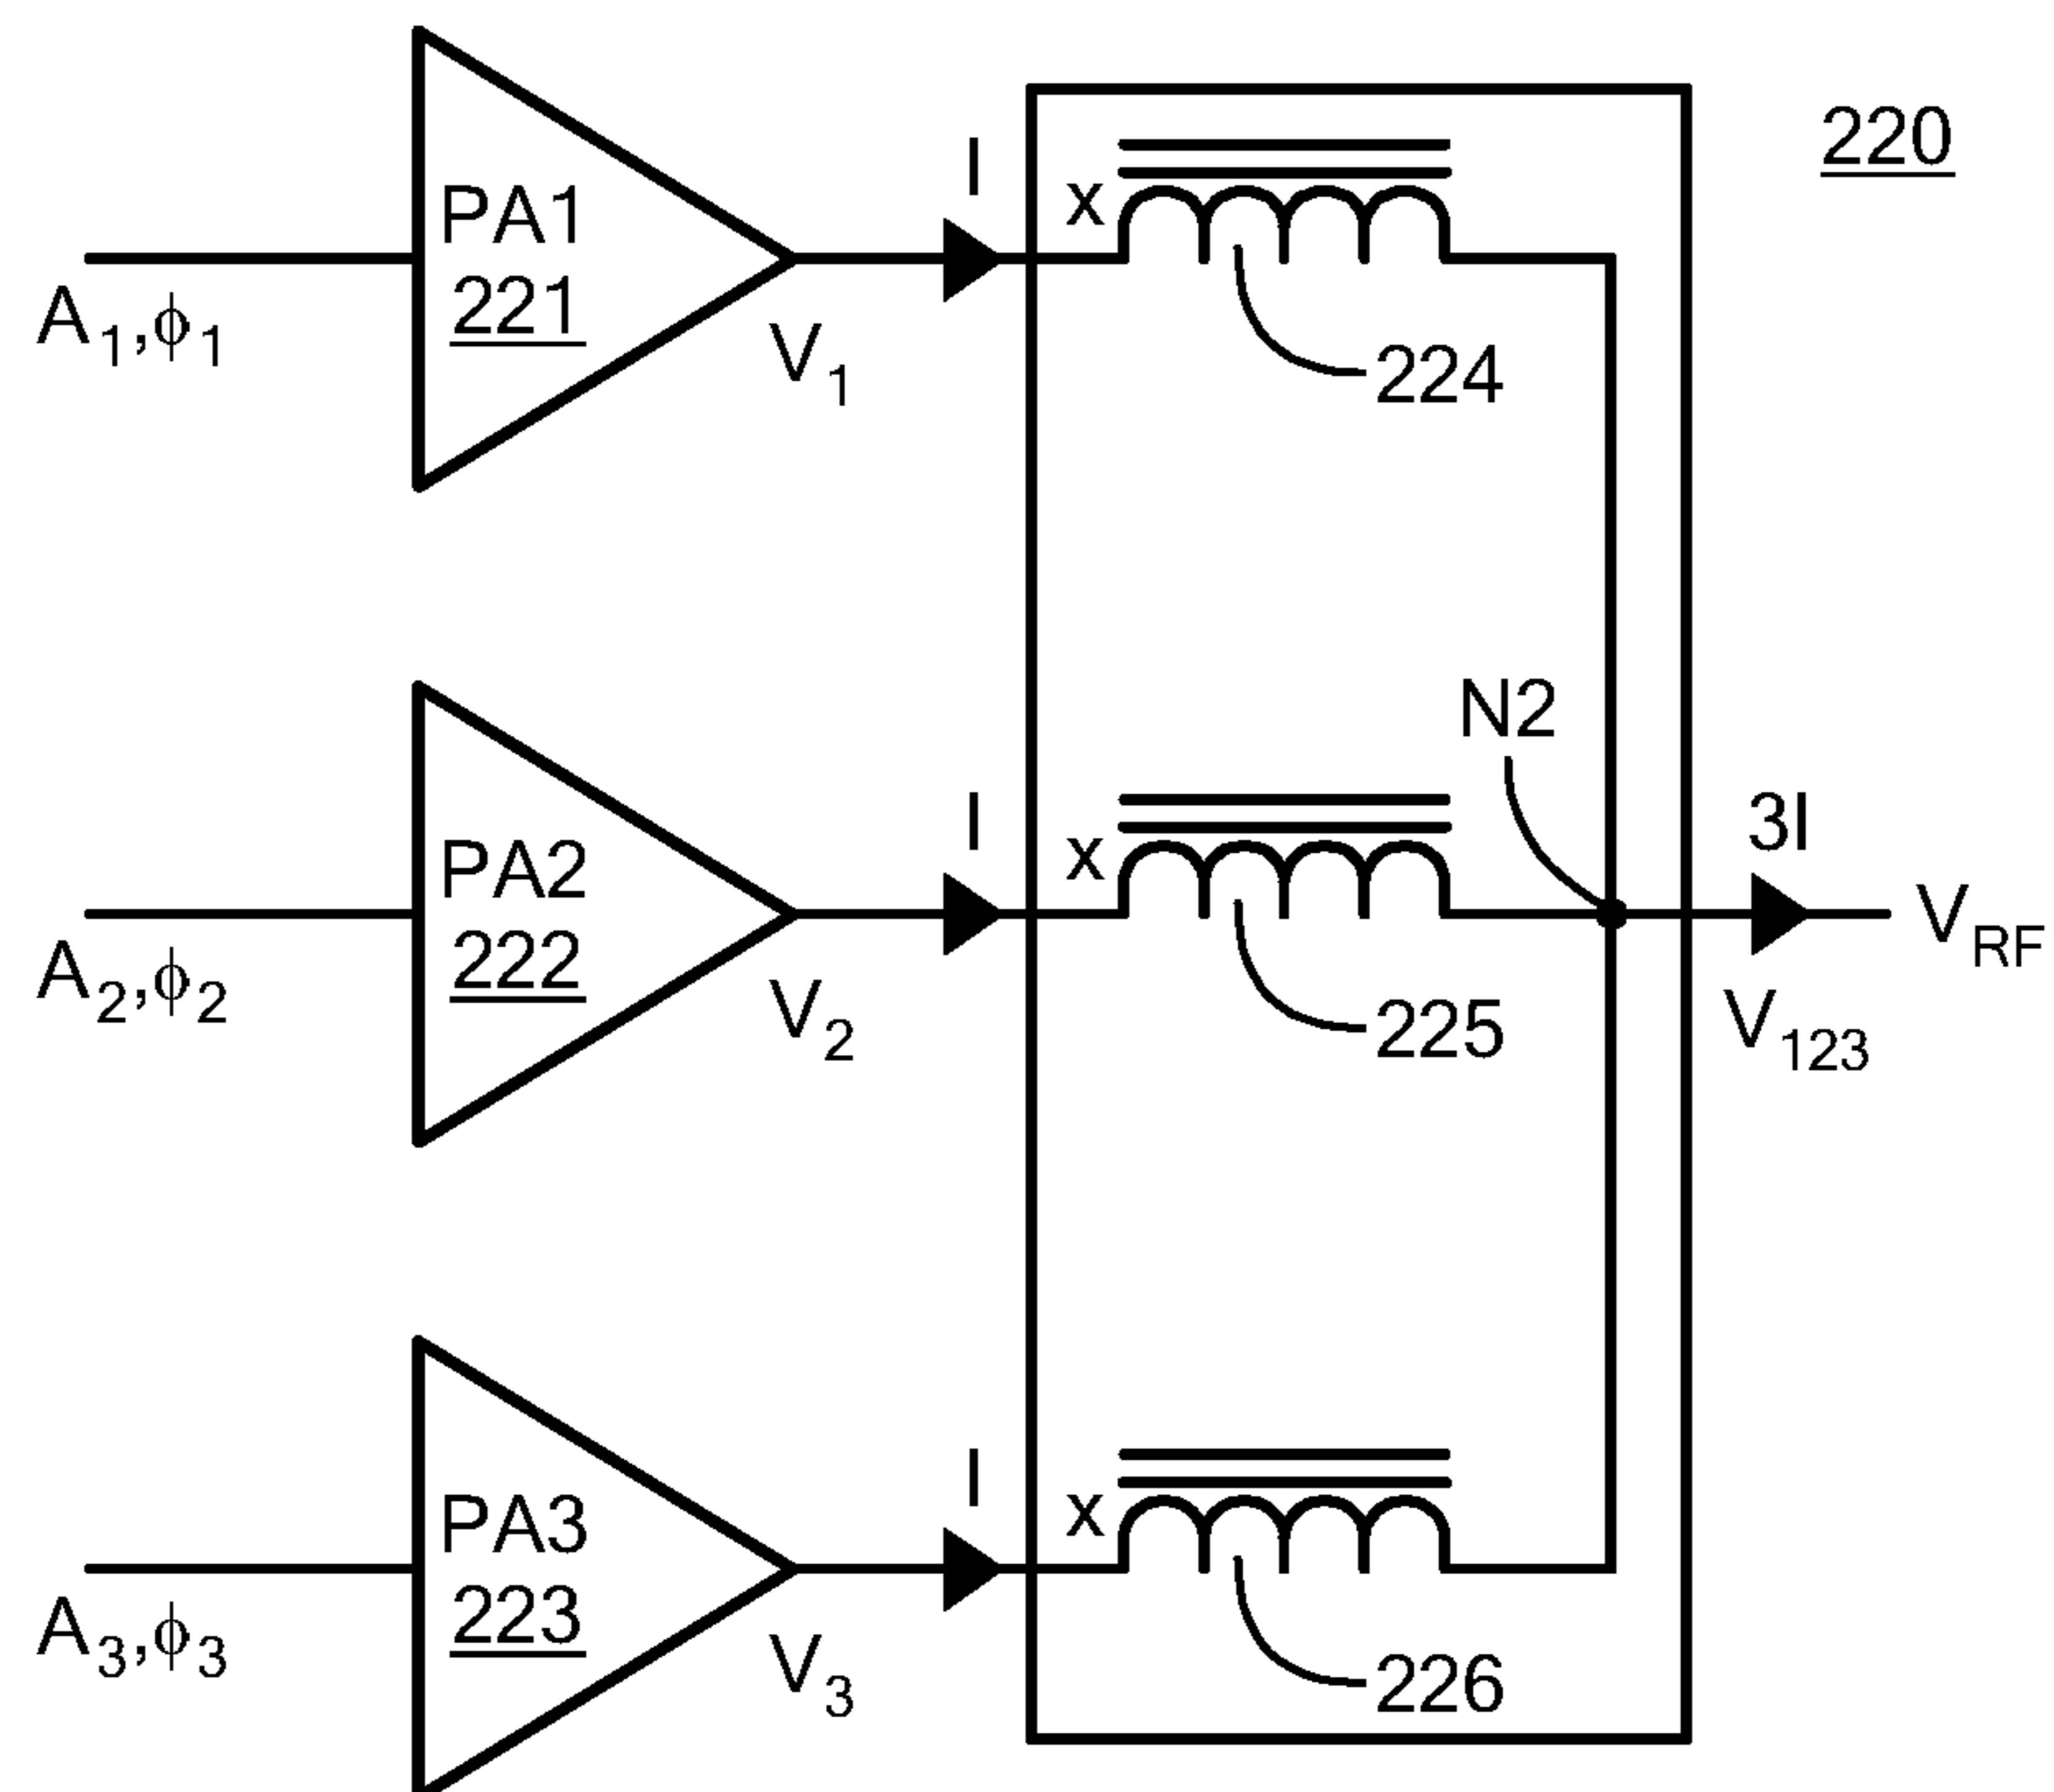 220
I
x
PA1
221
A1,ϕ1
V1
224
N2
I
x
3I
PA2
222
VRF
A2,ϕ2
V2
225
V123
I
x
PA3
223
A3,ϕ3
V3
226